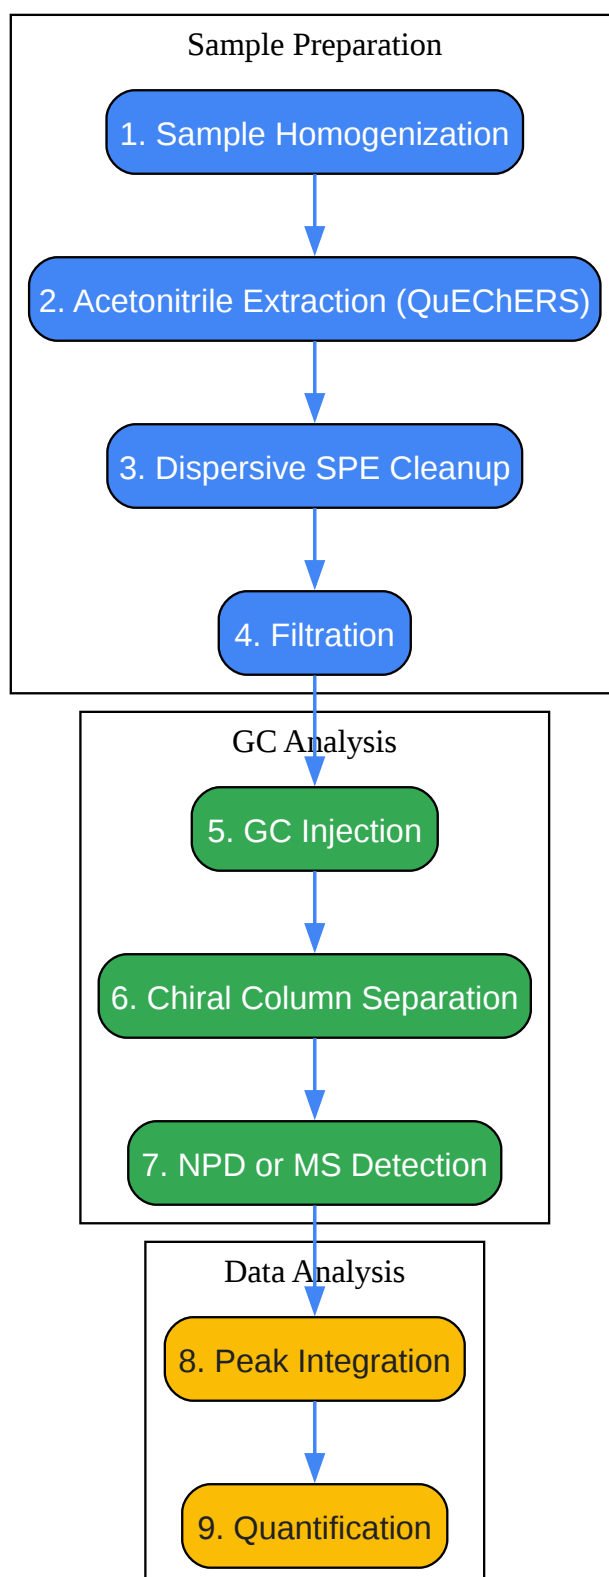 Sample Preparation
1. Sample Homogenization
2. Acetonitrile Extraction (QuEChERS)
3. Dispersive SPE Cleanup
4. Filtration
GC Analysis
5. GC Injection
6. Chiral Column Separation
7. NPD or MS Detection
Data Analysis
8. Peak Integration
9. Quantification